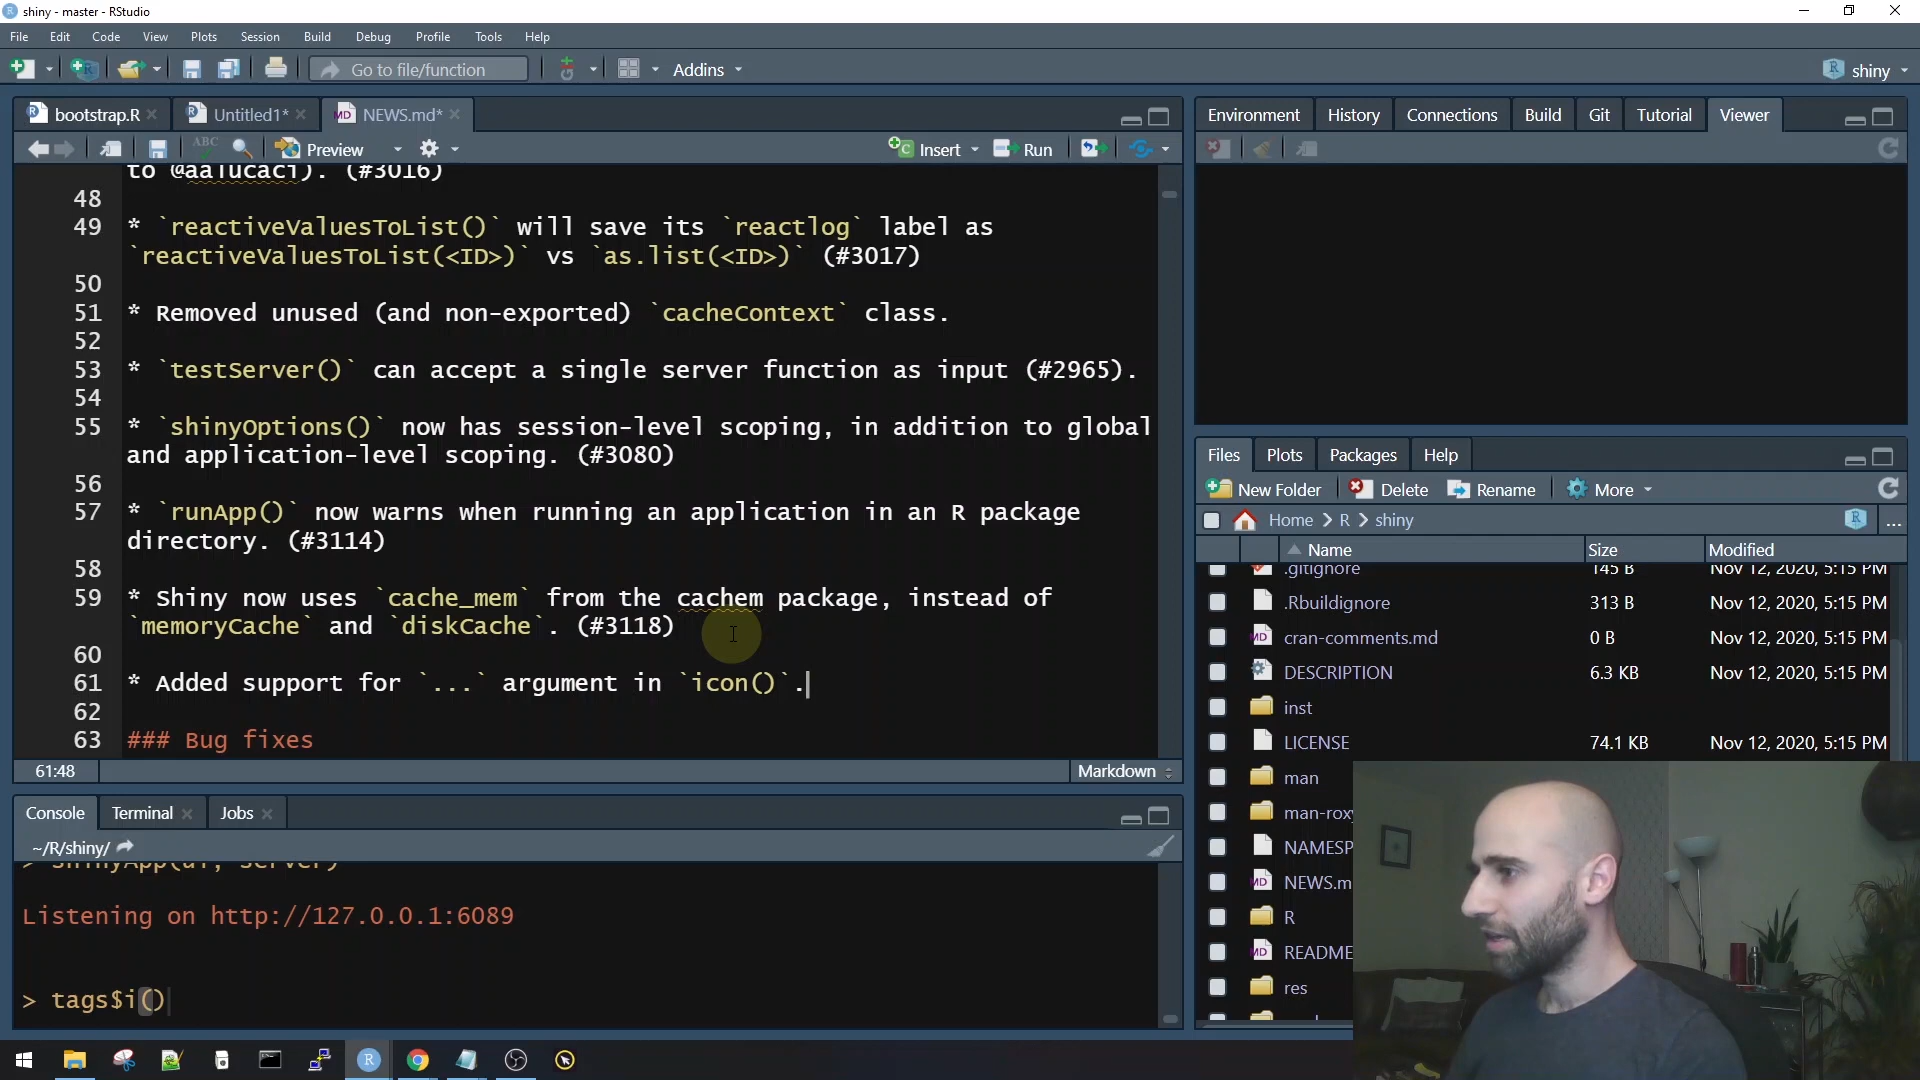 shiny - master - RStudio
File Edit Code View Plots Session Build Debug Profile Tools Help
Go to file/function Addins shiny
bootstrap.R Untitled1* NEWS.md*
ABC Preview Insert Run
to @aalucaci). (#3016)
48
49 * `reactiveValuesToList()` will save its `reactlog` label as
`reactiveValuesToList(<ID>)` vs `as.list(<ID>)` (#3017)
50
51 * Removed unused (and non-exported) `cacheContext` class.
52
53 * `testServer()` can accept a single server function as input (#2965).
54
55 * `shinyOptions()` now has session-level scoping, in addition to global
and application-level scoping. (#3080)
56
57 * `runApp()` now warns when running an application in an R package
directory. (#3114)
58
59 * Shiny now uses `cache_mem` from the cachem package, instead of
`memoryCache` and `diskCache`. (#3118)
60
61 * Added support for `...` argument in `icon()`.
62
63 ### Bug fixes
61:48 Markdown
Console Terminal Jobs
~/R/shiny/
> shinyApp(ui, server)
Listening on http://127.0.0.1:6089
> tags$i()
Environment History Connections Build Git Tutorial Viewer
Files Plots Packages Help
New Folder Delete Rename More
Home R shiny ...
Name Size Modified
.gitignore 145 B Nov 12, 2020, 5:15 PM
.Rbuildignore 313 B Nov 12, 2020, 5:15 PM
cran-comments.md 0 B Nov 12, 2020, 5:15 PM
DESCRIPTION 6.3 KB Nov 12, 2020, 5:15 PM
inst
LICENSE 74.1 KB Nov 12, 2020, 5:15 PM
man
man-rox
NAMESP
NEWS.m
R
README
res